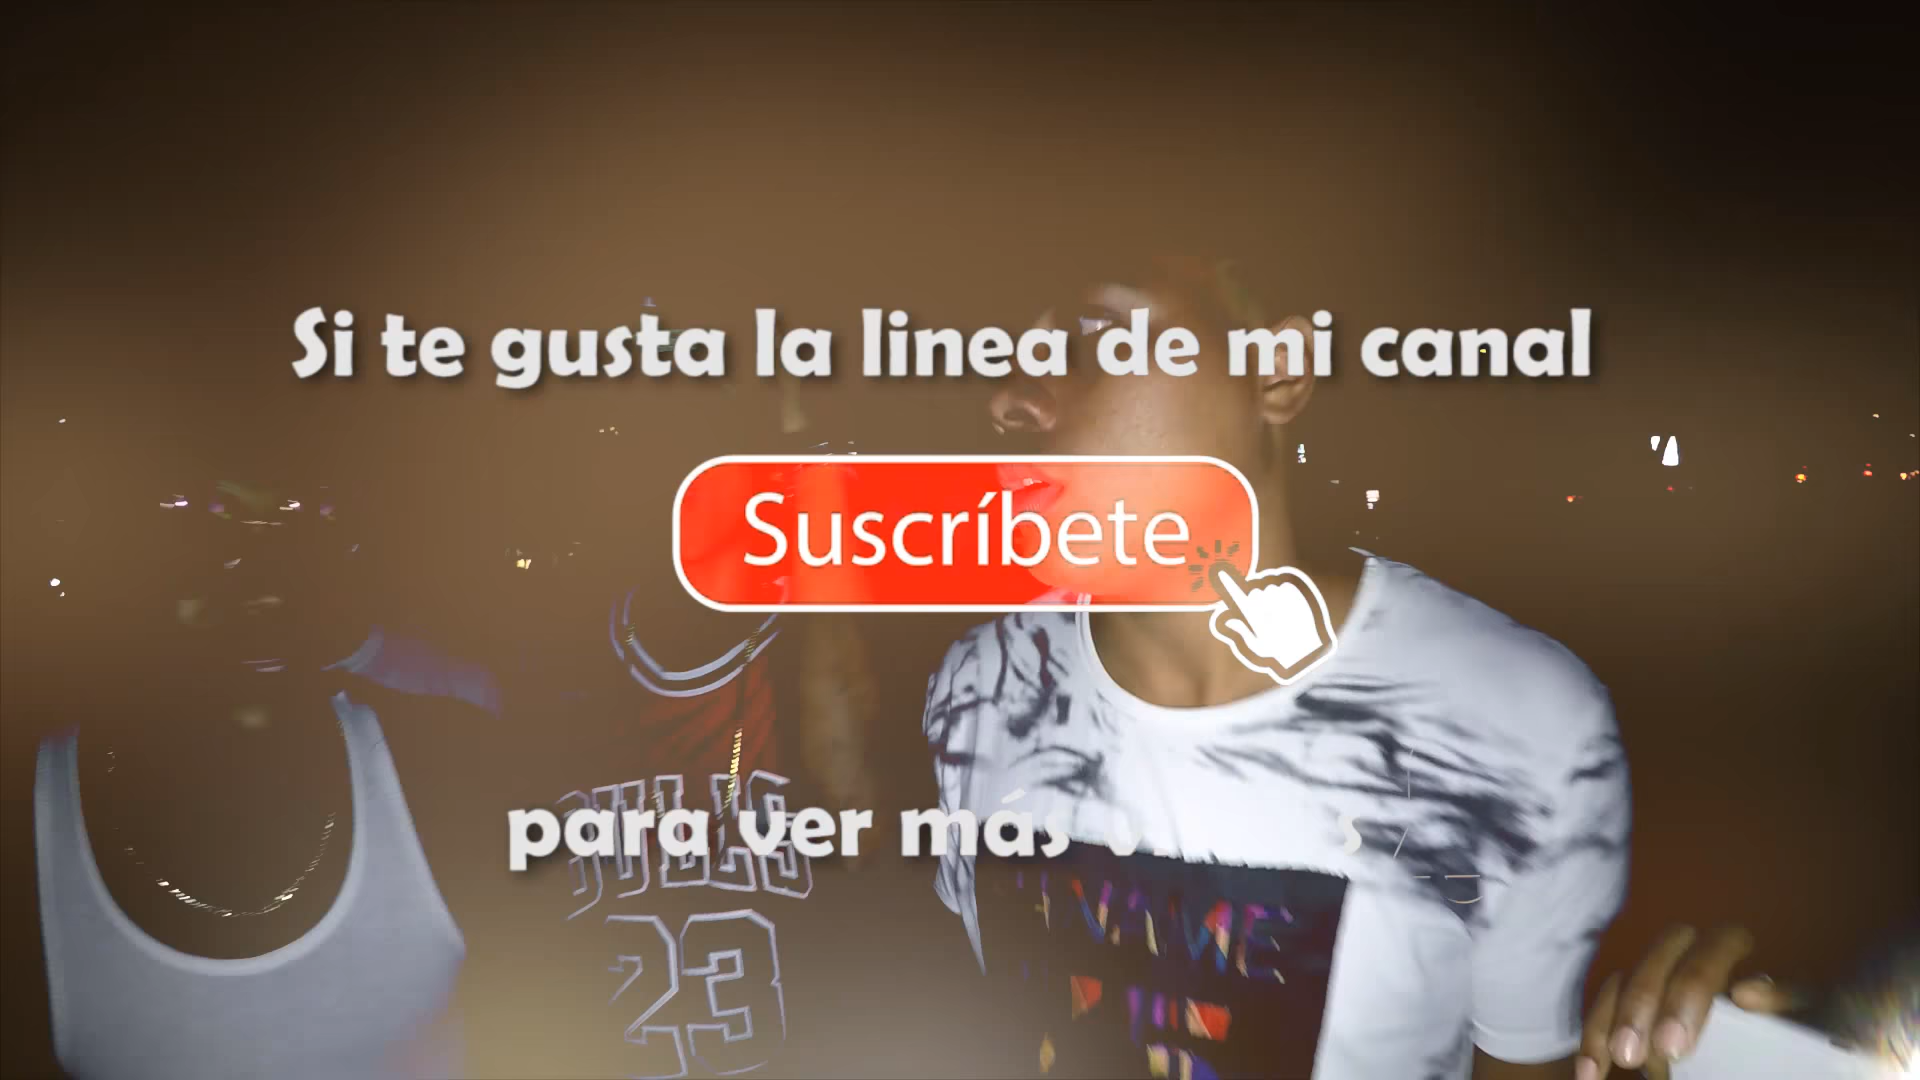 Si te gusta la linea de mi canal
Suscríbete
para ver más
BULLS
23